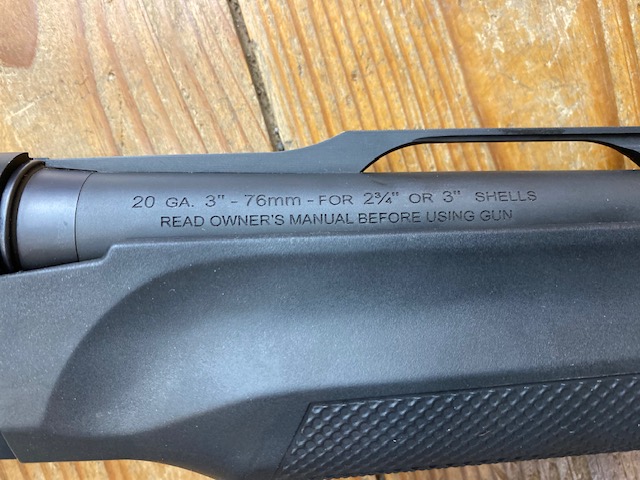 20 GA. 3" - 76mm - FOR 2¾" OR 3" SHELLS
READ OWNER'S MANUAL BEFORE USING GUN